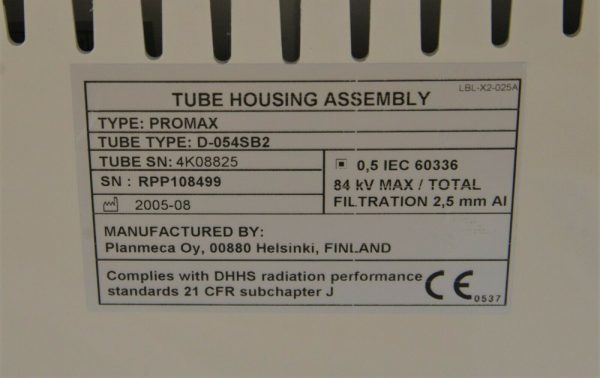 LBL-X2-025A
TUBE HOUSING ASSEMBLY
TYPE: PROMAX
TUBE TYPE: D-054SB2
TUBE SN: 4K08825
SN : RPP108499
2005-08
0,5 IEC 60336
84 kV MAX / TOTAL
FILTRATION 2,5 mm Al
MANUFACTURED BY:
Planmeca Oy, 00880 Helsinki, FINLAND
Complies with DHHS radiation performance
standards 21 CFR subchapter J
CE 0537